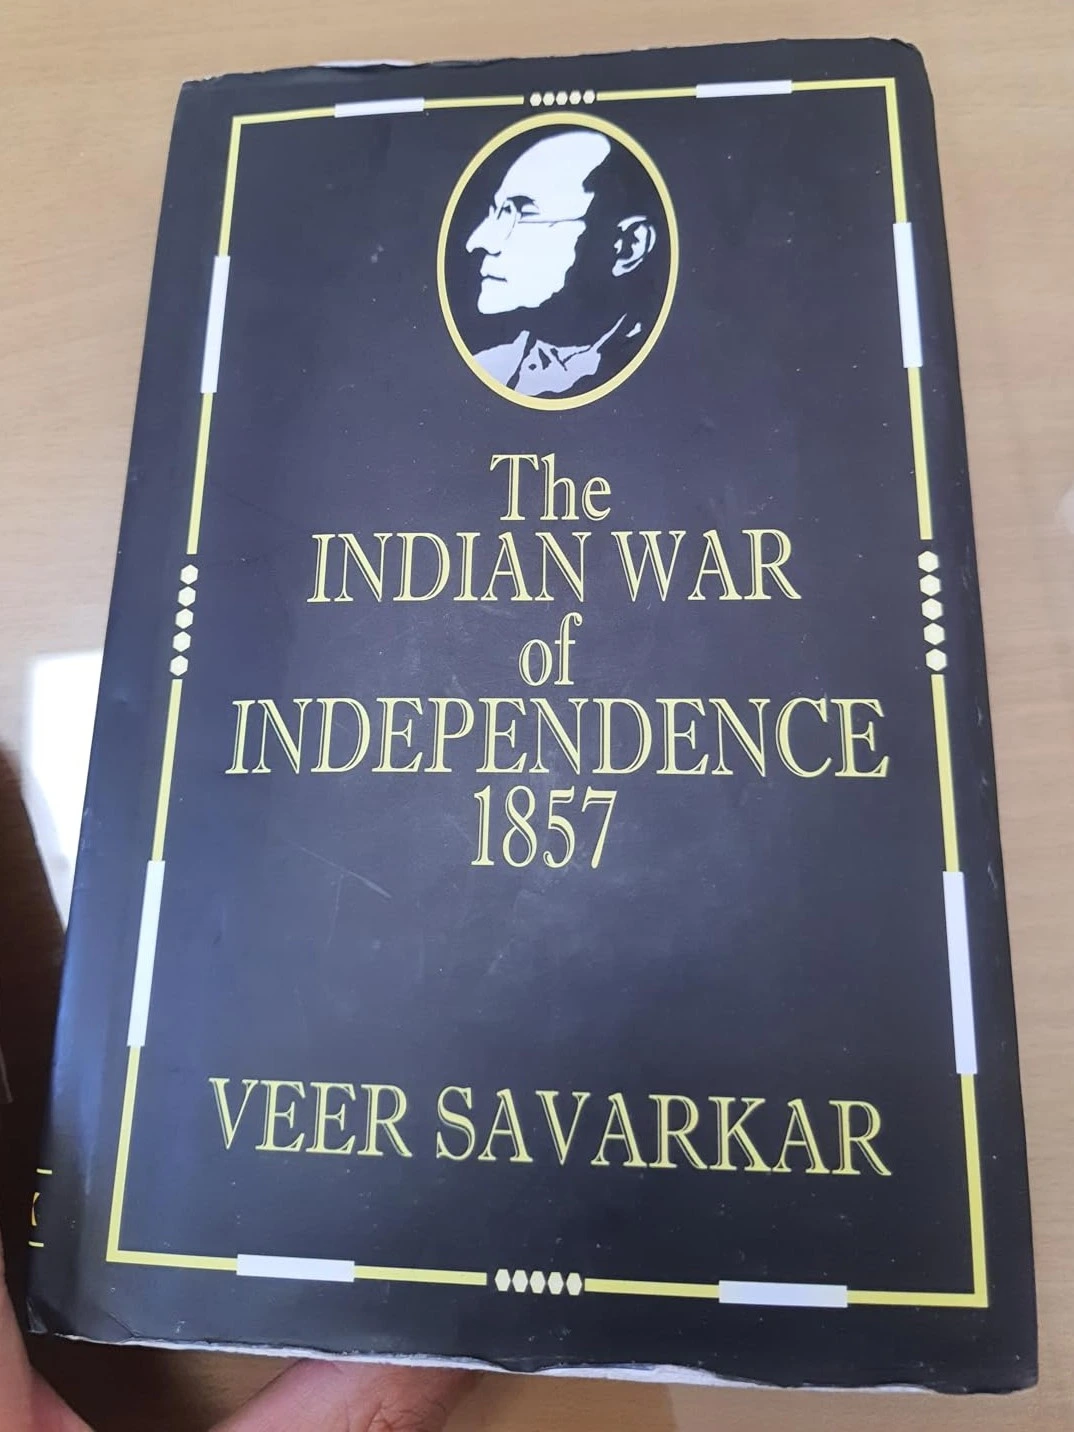 The
INDIAN WAR
of
INDEPENDENCE
1857
VEER SAVARKAR